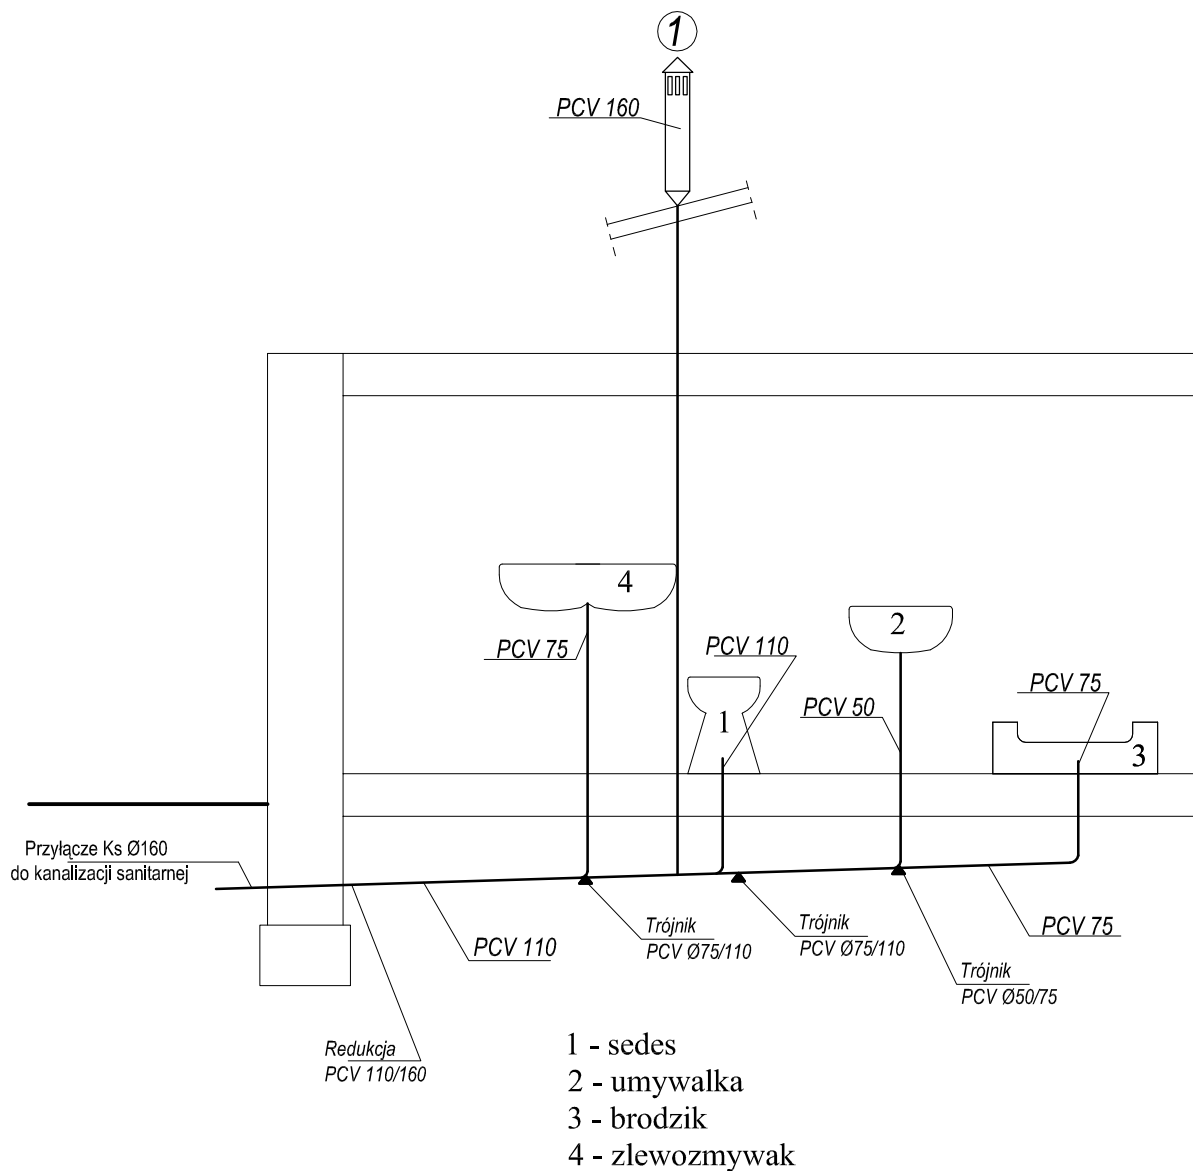 1
PCV 160
4
PCV 75
PCV 110
2
1
PCV 50
PCV 75
3
Przyłącze Ks Ø160
do kanalizacji sanitarnej
PCV 110
Trójnik
PCV Ø75/110
Trójnik
PCV Ø75/110
PCV 75
Trójnik
PCV Ø50/75
Redukcja
PCV 110/160
1 - sedes
2 - umywalka
3 - brodzik
4 - zlewozmywak